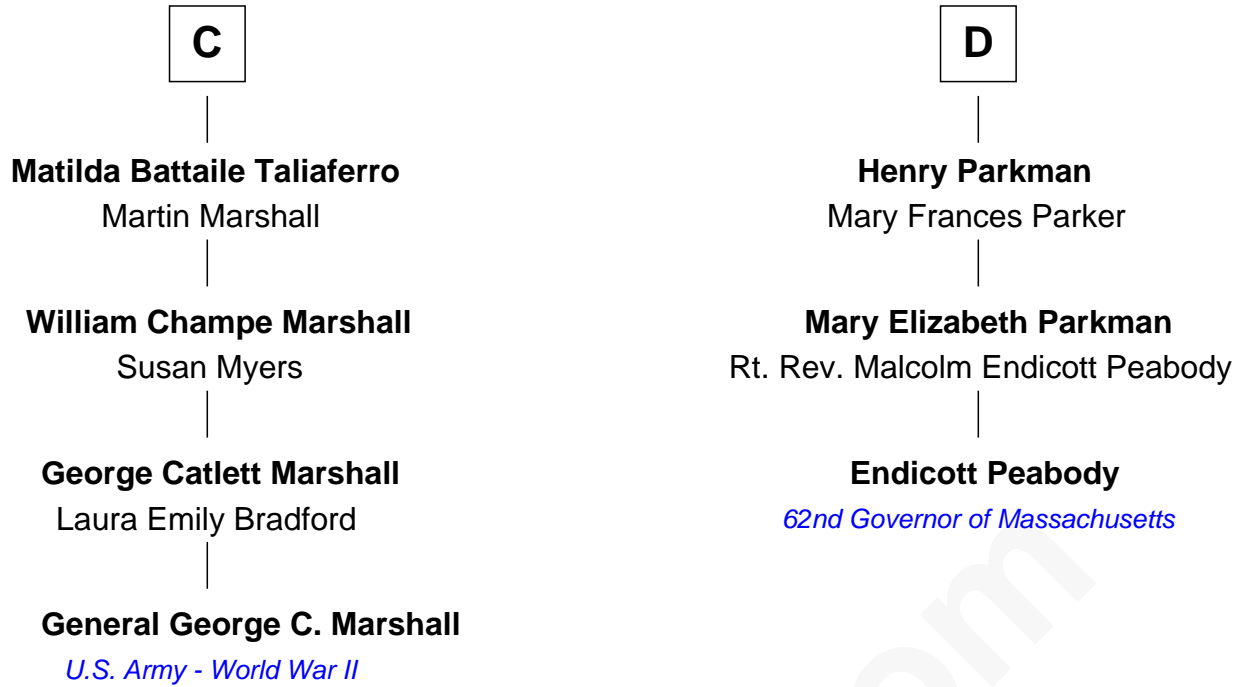 C
Matilda Battaile Taliaferro
Martin Marshall
William Champe Marshall
Susan Myers
George Catlett Marshall
Laura Emily Bradford
General George C. Marshall
U.S. Army - World War II
D
Henry Parkman
Mary Frances Parker
Mary Elizabeth Parkman
Rt. Rev. Malcolm Endicott Peabody
Endicott Peabody
62nd Governor of Massachusetts
om